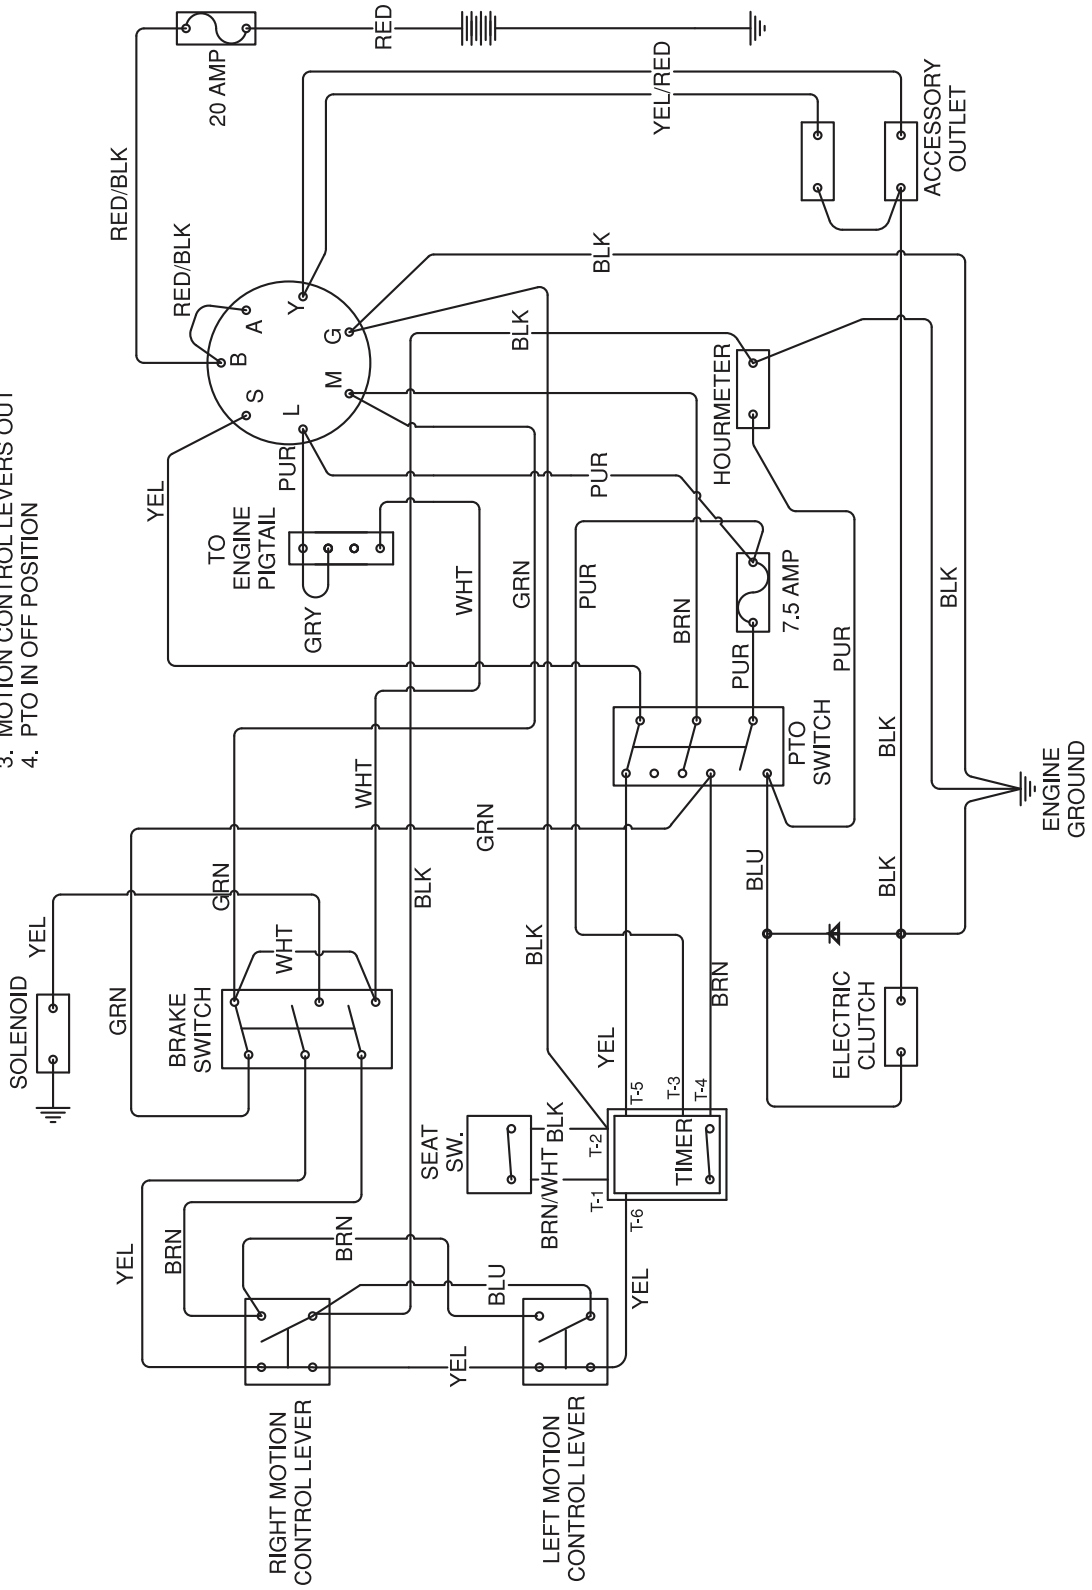 3. MOTION CONTROL LEVERS OUT
4. PTO IN OFF POSITION
RED
20 AMP
RED/BLK
RED/BLK
YEL/RED
ACCESSORY
OUTLET
B
A
Y
G
M
L
S
BLK
BLK
HOURMETER
YEL
PUR
TO
ENGINE
PIGTAIL
GRY
WHT
GRN
PUR
PUR
BRN
7.5 AMP
PUR
PUR
BLK
PTO
SWITCH
BLK
ENGINE
GROUND
WHT
GRN
GRN
BLK
BLU
BLK
SOLENOID
YEL
GRN
BRAKE
SWITCH
WHT
BLK
BRN
YEL
ELECTRIC
CLUTCH
SEAT
SW.
BLK
BRN/WHT
T-1
T-2
T-3
T-4
T-5
T-6
TIMER
YEL
BRN
BRN
BLU
YEL
YEL
RIGHT MOTION
CONTROL LEVER
LEFT MOTION
CONTROL LEVER